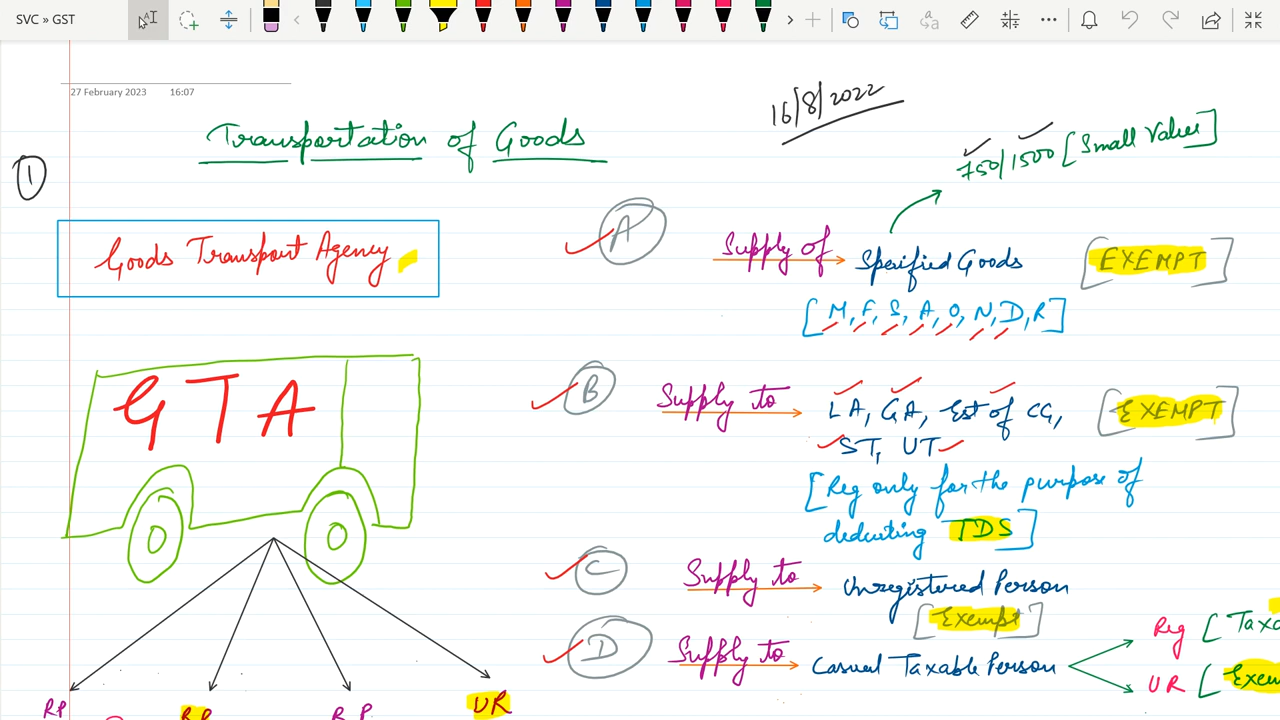 SVC » GST
27 February 2023 16:07
16/8/2022
Transportation of Goods
750/1500 [Small Value]
1
Goods Transport Agency
A
Supply of → Specified Goods [EXEMPT]
[M, F, S, A, O, N, D, R]
GTA
B
Supply to → LA, GA, Est of CG, [EXEMPT]
ST, UT
[Reg only for the purpose of
deducting TDS]
C
Supply to → Unregistered Person
[Exempt]
D
Supply to → Casual Taxable Person
Reg [
UR [
RP
R.P
UR